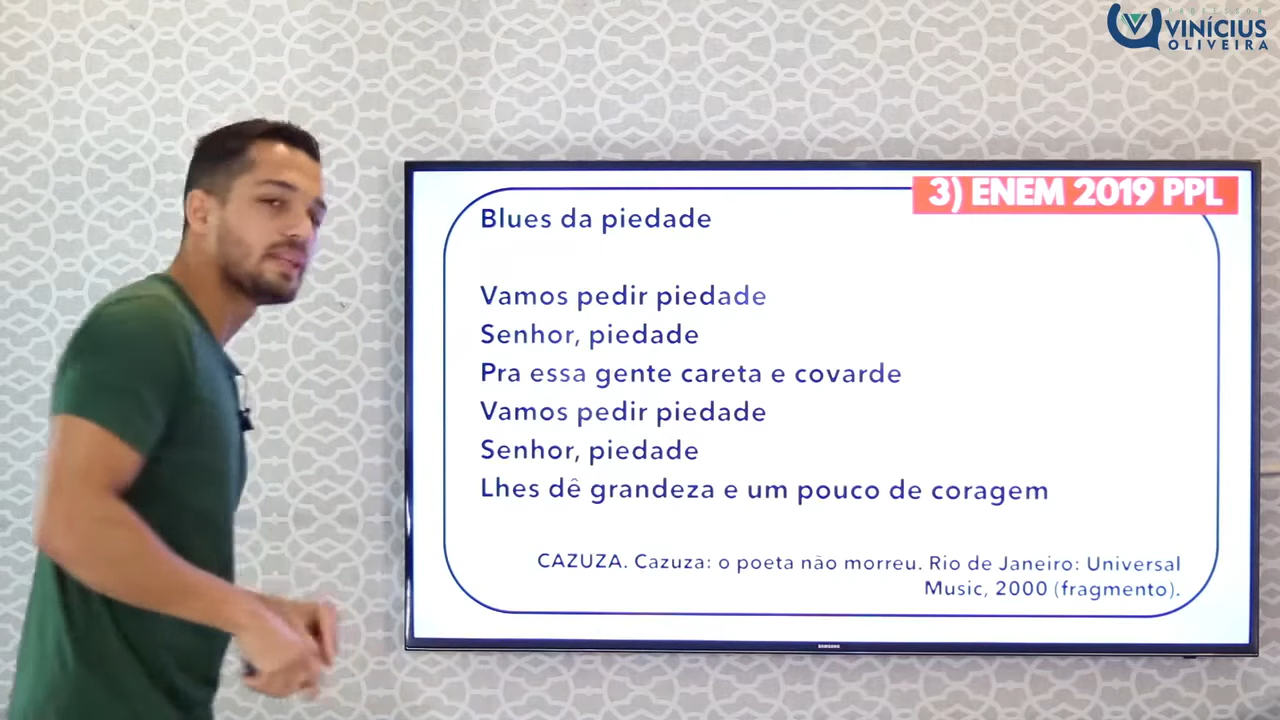 PROFESSOR
VINÍCIUS
OLIVEIRA
3) ENEM 2019 PPL
Blues da piedade
Vamos pedir piedade
Senhor, piedade
Pra essa gente careta e covarde
Vamos pedir piedade
Senhor, piedade
Lhes dê grandeza e um pouco de coragem
CAZUZA. Cazuza: o poeta não morreu. Rio de Janeiro: Universal
Music, 2000 (fragmento).
SAMSUNG